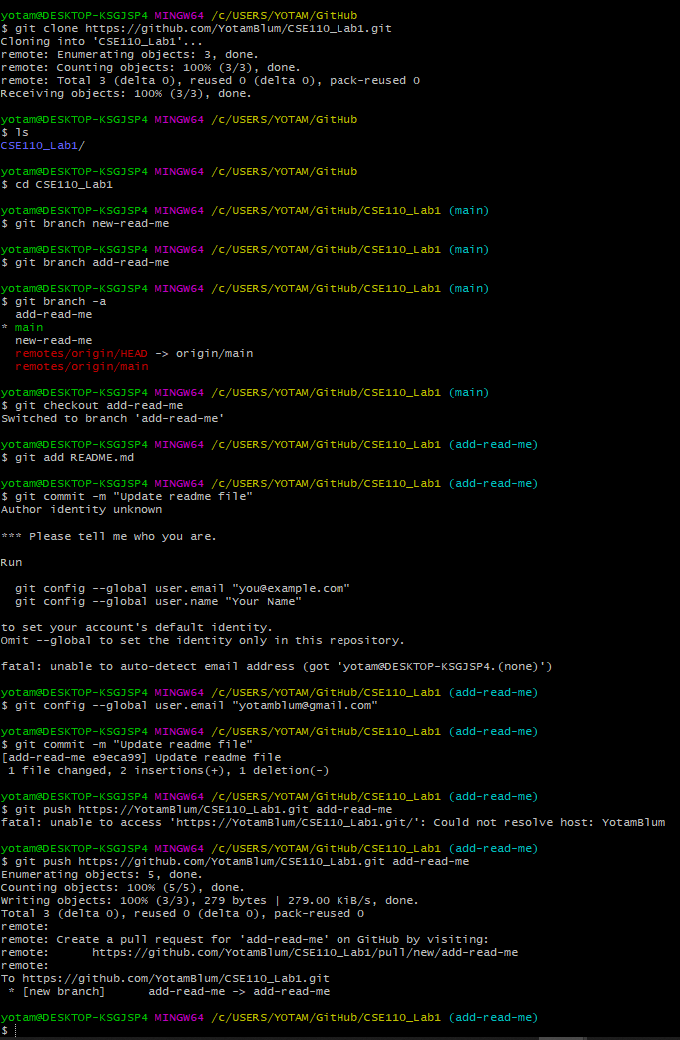 yotam@DESKTOP-KSGJSP4 MINGW64 /c/USERS/YOTAM/GitHub
$ git clone https://github.com/YotamBlum/CSE110_Lab1.git
Cloning into 'CSE110_Lab1'...
remote: Enumerating objects: 3, done.
remote: Counting objects: 100% (3/3), done.
remote: Total 3 (delta 0), reused 0 (delta 0), pack-reused 0
Receiving objects: 100% (3/3), done.
yotam@DESKTOP-KSGJSP4 MINGW64 /c/USERS/YOTAM/GitHub
$ ls
CSE110_Lab1/
yotam@DESKTOP-KSGJSP4 MINGW64 /c/USERS/YOTAM/GitHub
$ cd CSE110_Lab1
yotam@DESKTOP-KSGJSP4 MINGW64 /c/USERS/YOTAM/GitHub/CSE110_Lab1 (main)
$ git branch new-read-me
yotam@DESKTOP-KSGJSP4 MINGW64 /c/USERS/YOTAM/GitHub/CSE110_Lab1 (main)
$ git branch add-read-me
yotam@DESKTOP-KSGJSP4 MINGW64 /c/USERS/YOTAM/GitHub/CSE110_Lab1 (main)
$ git branch -a
  add-read-me
* main
  new-read-me
  remotes/origin/HEAD -> origin/main
  remotes/origin/main
yotam@DESKTOP-KSGJSP4 MINGW64 /c/USERS/YOTAM/GitHub/CSE110_Lab1 (main)
$ git checkout add-read-me
Switched to branch 'add-read-me'
yotam@DESKTOP-KSGJSP4 MINGW64 /c/USERS/YOTAM/GitHub/CSE110_Lab1 (add-read-me)
$ git add README.md
yotam@DESKTOP-KSGJSP4 MINGW64 /c/USERS/YOTAM/GitHub/CSE110_Lab1 (add-read-me)
$ git commit -m "Update readme file"
Author identity unknown
*** Please tell me who you are.
Run
  git config --global user.email "you@example.com"
  git config --global user.name "Your Name"
to set your account's default identity.
Omit --global to set the identity only in this repository.
fatal: unable to auto-detect email address (got 'yotam@DESKTOP-KSGJSP4.(none)')
yotam@DESKTOP-KSGJSP4 MINGW64 /c/USERS/YOTAM/GitHub/CSE110_Lab1 (add-read-me)
$ git config --global user.email "yotamblum@gmail.com"
yotam@DESKTOP-KSGJSP4 MINGW64 /c/USERS/YOTAM/GitHub/CSE110_Lab1 (add-read-me)
$ git commit -m "Update readme file"
[add-read-me e9eca99] Update readme file
 1 file changed, 2 insertions(+), 1 deletion(-)
yotam@DESKTOP-KSGJSP4 MINGW64 /c/USERS/YOTAM/GitHub/CSE110_Lab1 (add-read-me)
$ git push https://YotamBlum/CSE110_Lab1.git add-read-me
fatal: unable to access 'https://YotamBlum/CSE110_Lab1.git/': Could not resolve host: YotamBlum
yotam@DESKTOP-KSGJSP4 MINGW64 /c/USERS/YOTAM/GitHub/CSE110_Lab1 (add-read-me)
$ git push https://github.com/YotamBlum/CSE110_Lab1.git add-read-me
Enumerating objects: 5, done.
Counting objects: 100% (5/5), done.
Writing objects: 100% (3/3), 279 bytes | 279.00 KiB/s, done.
Total 3 (delta 0), reused 0 (delta 0), pack-reused 0
remote:
remote: Create a pull request for 'add-read-me' on GitHub by visiting:
remote:      https://github.com/YotamBlum/CSE110_Lab1/pull/new/add-read-me
remote:
To https://github.com/YotamBlum/CSE110_Lab1.git
 * [new branch]      add-read-me -> add-read-me
yotam@DESKTOP-KSGJSP4 MINGW64 /c/USERS/YOTAM/GitHub/CSE110_Lab1 (add-read-me)
$